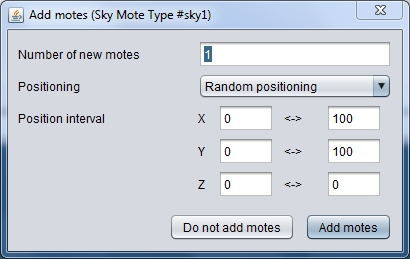 Add motes (Sky Mote Type #sky1)
Number of new motes 1
Positioning Random positioning
Position interval X 0 <-> 100
Y 0 <-> 100
Z 0 <-> 0
Do not add motes Add motes